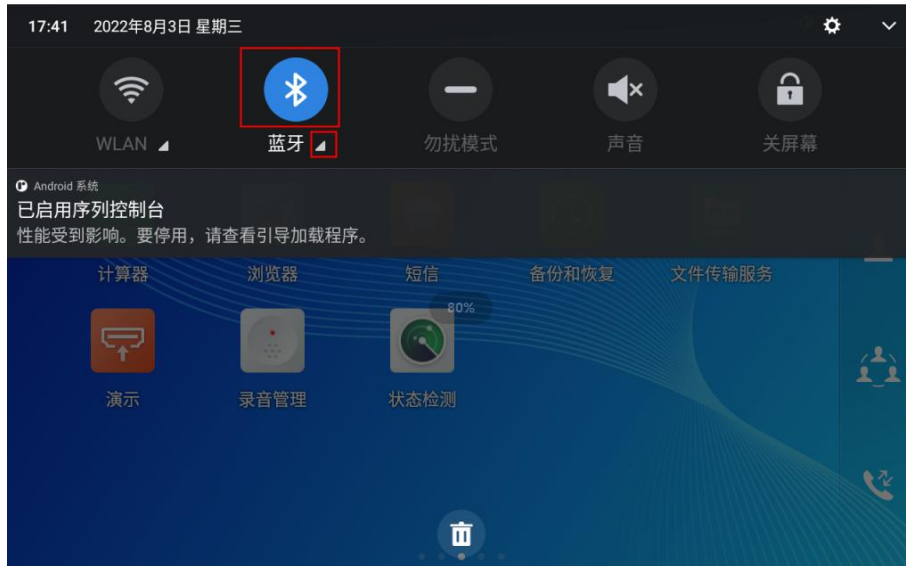 17:41 2022年8月3日 星期三
WLAN 蓝牙 勿扰模式 声音 关屏幕
Android 系统
已启用序列控制台
性能受到影响。要停用，请查看引导加载程序。
计算器 浏览器 短信 备份和恢复 文件传输服务
80%
演示 录音管理 状态检测